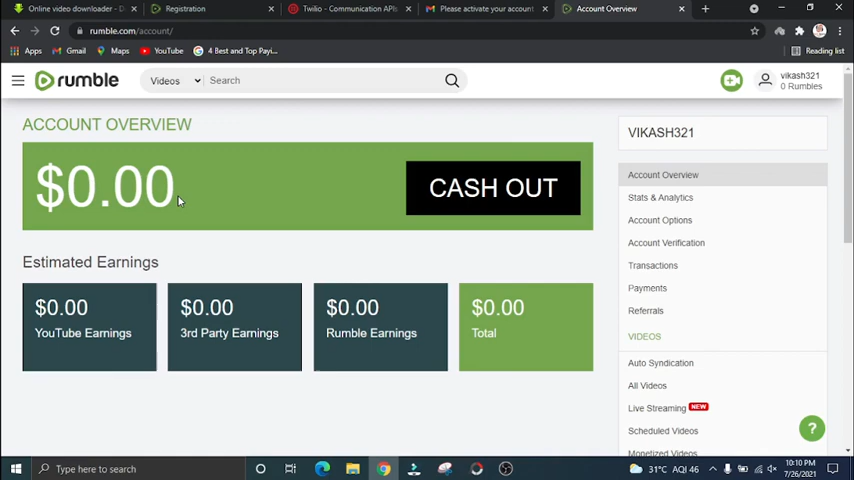 Online video downloader - D
Registration
Twilio - Communication APIs
Please activate your account
Account Overview
rumble.com/account/
Apps
Gmail
Maps
YouTube
4 Best and Top Payi...
Reading list
rumble
Videos
Search
vikash321
0 Rumbles
ACCOUNT OVERVIEW
$0.00
CASH OUT
Estimated Earnings
$0.00
YouTube Earnings
$0.00
3rd Party Earnings
$0.00
Rumble Earnings
$0.00
Total
VIKASH321
Account Overview
Stats & Analytics
Account Options
Account Verification
Transactions
Payments
Referrals
VIDEOS
Auto Syndication
All Videos
Live Streaming NEW
Scheduled Videos
Monetized Videos
?
Type here to search
31°C AQI 46
10:10 PM
7/26/2021